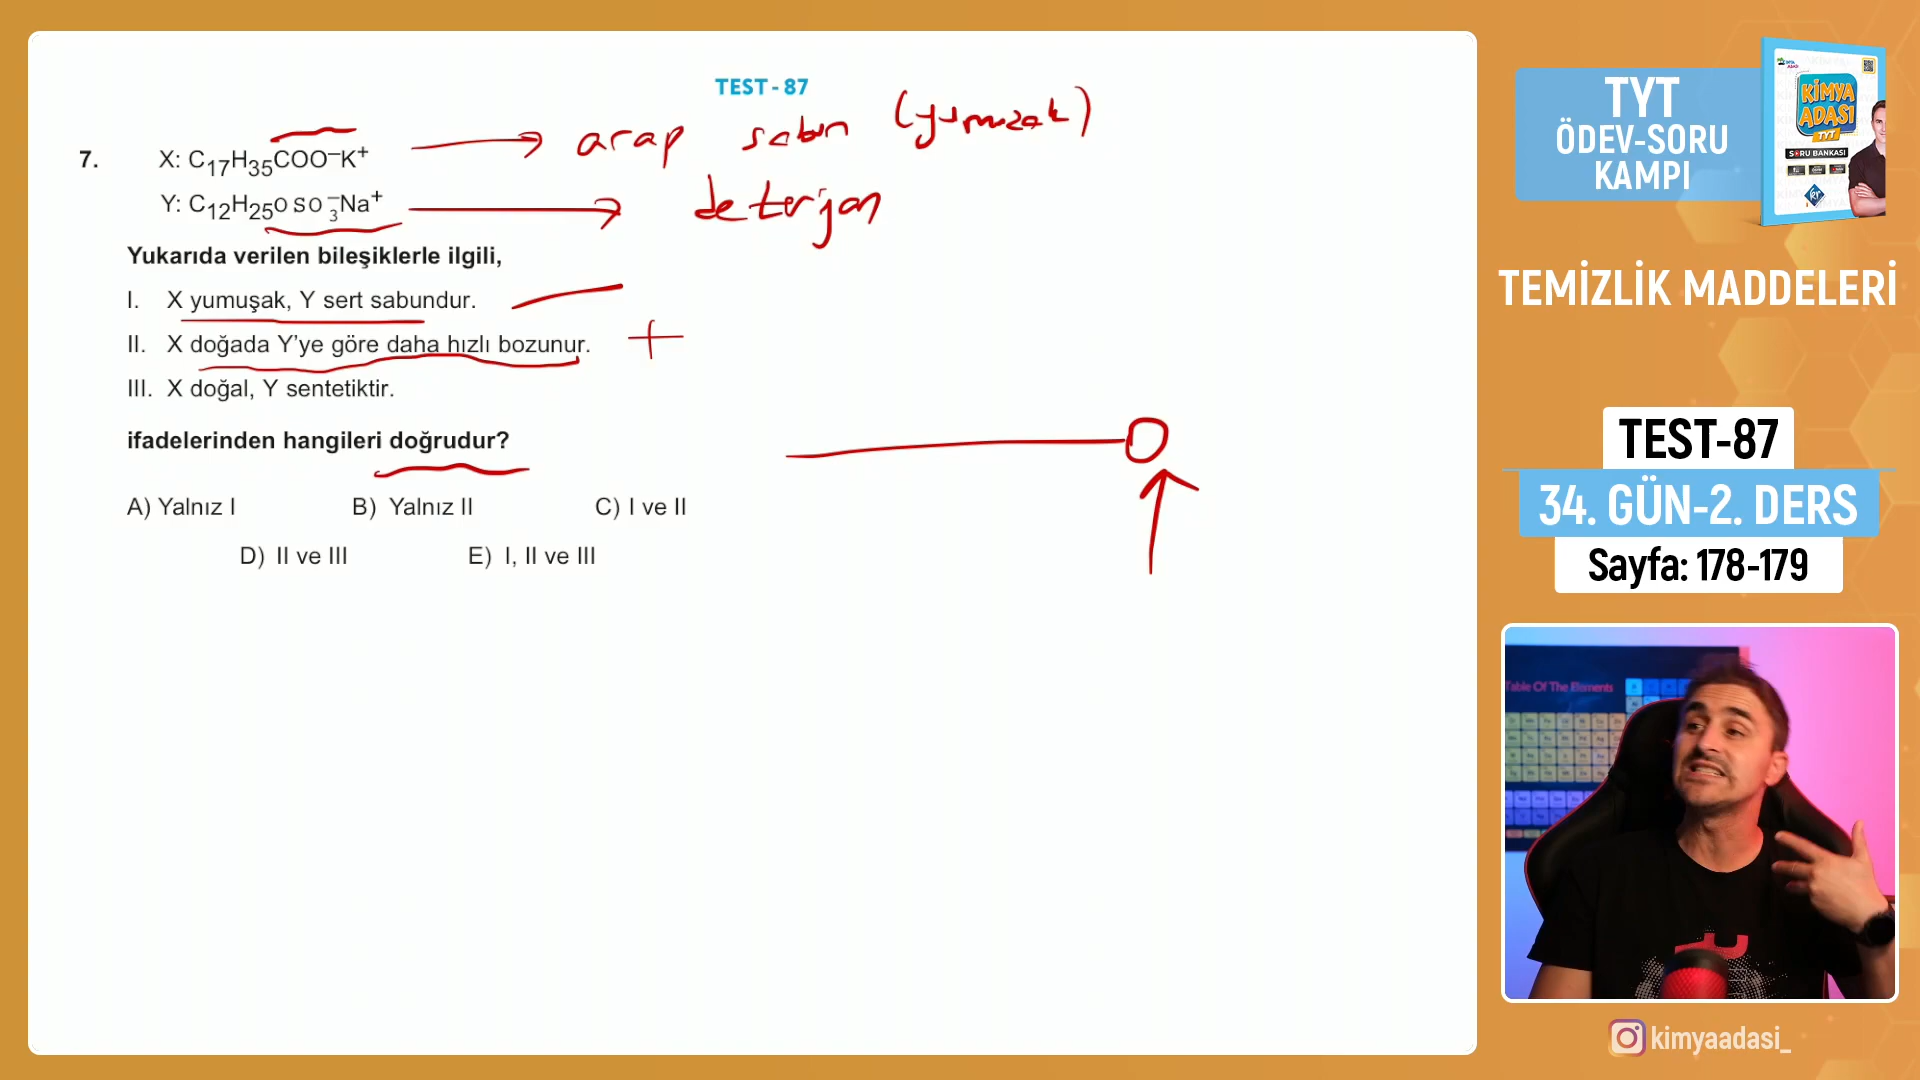 TEST - 87
7. X: C17H35COO⁻K⁺ arap sabun (yumuşak)
Y: C12H25OSO3⁻Na⁺ deterjan
Yukarıda verilen bileşiklerle ilgili,
I. X yumuşak, Y sert sabundur. −
II. X doğada Y’ye göre daha hızlı bozunur. +
III. X doğal, Y sentetiktir.
ifadelerinden hangileri doğrudur?
A) Yalnız I B) Yalnız II C) I ve II
D) II ve III E) I, II ve III
TYT
ÖDEV-SORU
KAMPI
KİMYA
ADASI
TYT
SORU BANKASI
TEMİZLİK MADDELERİ
TEST-87
34. GÜN-2. DERS
Sayfa: 178-179
Table Of The Elements
kimyaadasi_